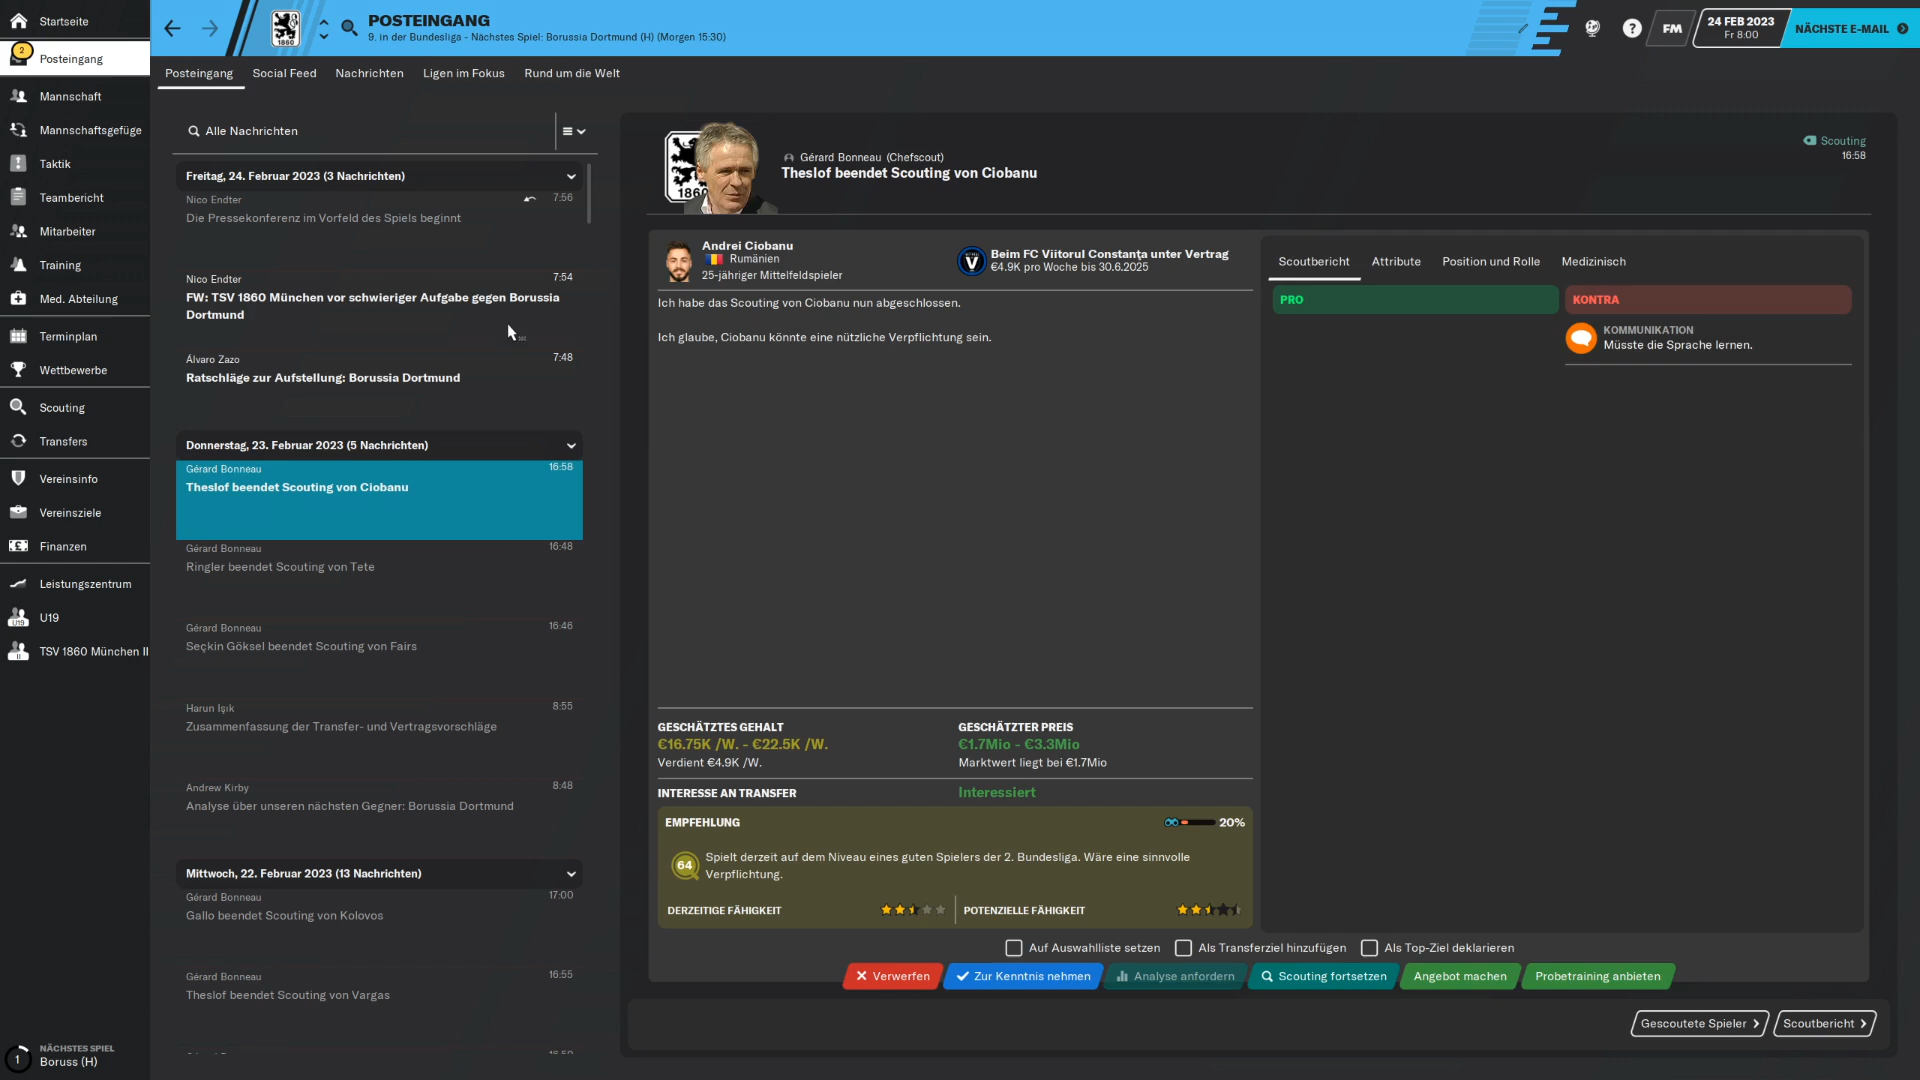 Startseite
2
Posteingang
Mannschaft
Mannschaftsgefüge
Taktik
Teambericht
Mitarbeiter
Training
Med. Abteilung
Terminplan
Wettbewerbe
Scouting
Transfers
Vereinsinfo
Vereinsziele
Finanzen
Leistungszentrum
U19
TSV 1860 München II
1
NÄCHSTES SPIEL
Boruss (H)
1860
POSTEINGANG
9. in der Bundesliga - Nächstes Spiel: Borussia Dortmund (H) (Morgen 15:30)
?
FM
24 FEB 2023
Fr 8:00
NÄCHSTE E-MAIL
Posteingang
Social Feed
Nachrichten
Ligen im Fokus
Rund um die Welt
Alle Nachrichten
Freitag, 24. Februar 2023 (3 Nachrichten)
Nico Endter 7:56
Die Pressekonferenz im Vorfeld des Spiels beginnt
Nico Endter 7:54
FW: TSV 1860 München vor schwieriger Aufgabe gegen Borussia
Dortmund
Álvaro Zazo 7:48
Ratschläge zur Aufstellung: Borussia Dortmund
Donnerstag, 23. Februar 2023 (5 Nachrichten)
Gérard Bonneau 16:58
Theslof beendet Scouting von Ciobanu
Gérard Bonneau 16:48
Ringler beendet Scouting von Tete
Gérard Bonneau 16:46
Seçkin Göksel beendet Scouting von Fairs
Harun Işık 8:55
Zusammenfassung der Transfer- und Vertragsvorschläge
Andrew Kirby 8:48
Analyse über unseren nächsten Gegner: Borussia Dortmund
Mittwoch, 22. Februar 2023 (13 Nachrichten)
Gérard Bonneau 17:00
Gallo beendet Scouting von Kolovos
Gérard Bonneau 16:55
Theslof beendet Scouting von Vargas
1860
Gérard Bonneau (Chefscout)
Theslof beendet Scouting von Ciobanu
Scouting
16:58
Andrei Ciobanu
Rumänien
25-jähriger Mittelfeldspieler
V
Beim FC Viitorul Constanţa unter Vertrag
€4.9K pro Woche bis 30.6.2025
Ich habe das Scouting von Ciobanu nun abgeschlossen.
Ich glaube, Ciobanu könnte eine nützliche Verpflichtung sein.
GESCHÄTZTES GEHALT
€16.75K /W. - €22.5K /W.
Verdient €4.9K /W.
GESCHÄTZTER PREIS
€1.7Mio - €3.3Mio
Marktwert liegt bei €1.7Mio
INTERESSE AN TRANSFER
Interessiert
EMPFEHLUNG
20%
64
Spielt derzeit auf dem Niveau eines guten Spielers der 2. Bundesliga. Wäre eine sinnvolle
Verpflichtung.
DERZEITIGE FÄHIGKEIT
POTENZIELLE FÄHIGKEIT
Scoutbericht
Attribute
Position und Rolle
Medizinisch
PRO
KONTRA
KOMMUNIKATION
Müsste die Sprache lernen.
Auf Auswahlliste setzen
Als Transferziel hinzufügen
Als Top-Ziel deklarieren
Verwerfen
Zur Kenntnis nehmen
Analyse anfordern
Scouting fortsetzen
Angebot machen
Probetraining anbieten
Gescoutete Spieler
Scoutbericht